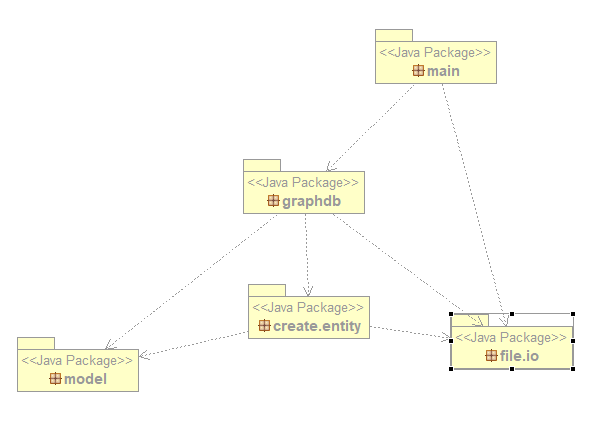 <<Java Package>>
main
<<Java Package>>
graphdb
<<Java Package>>
create.entity
<<Java Package>>
file.io
<<Java Package>>
model